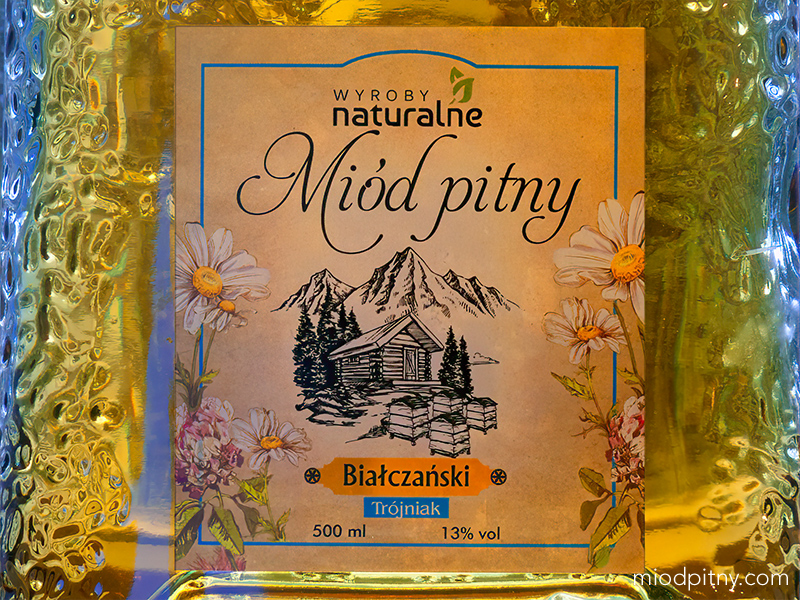 WYROBY
naturalne
Miód pitny
Białczański
Trójniak
500 ml 13% vol
miodpitny.com